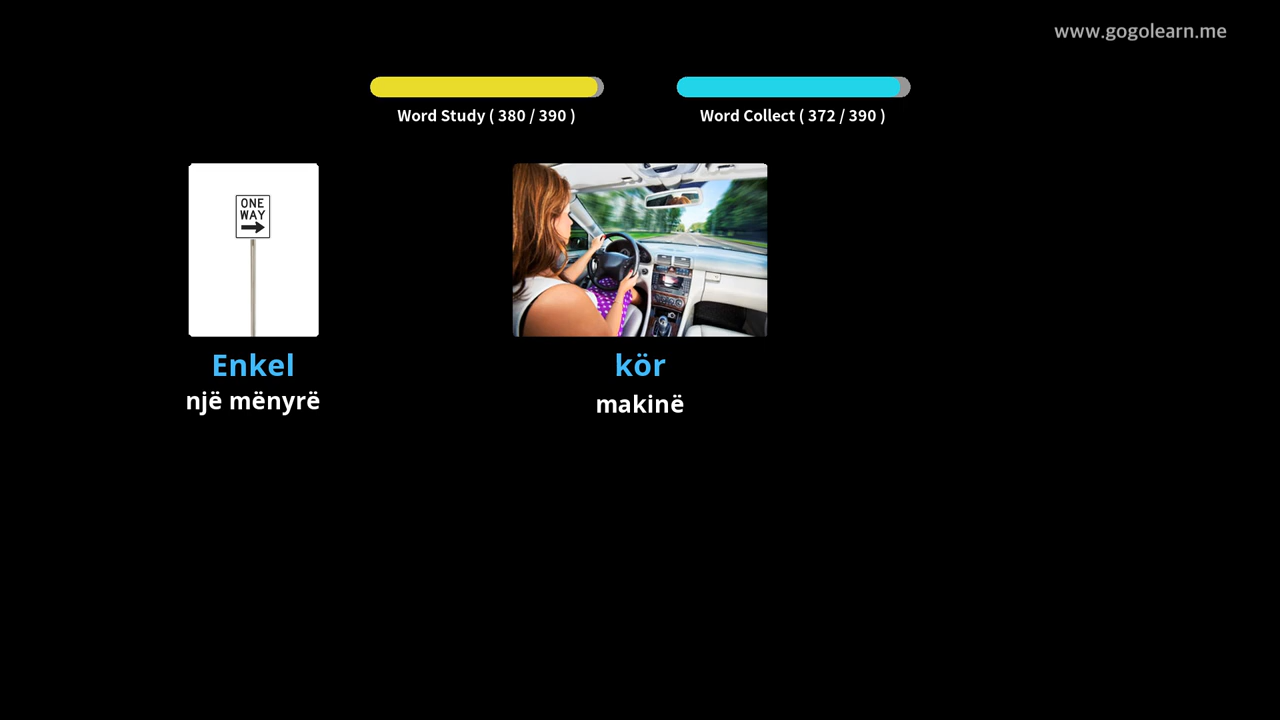 www.gogolearn.me
Word Study ( 380 / 390 )
Word Collect ( 372 / 390 )
ONE
WAY
Enkel
një mënyrë
kör
makinë